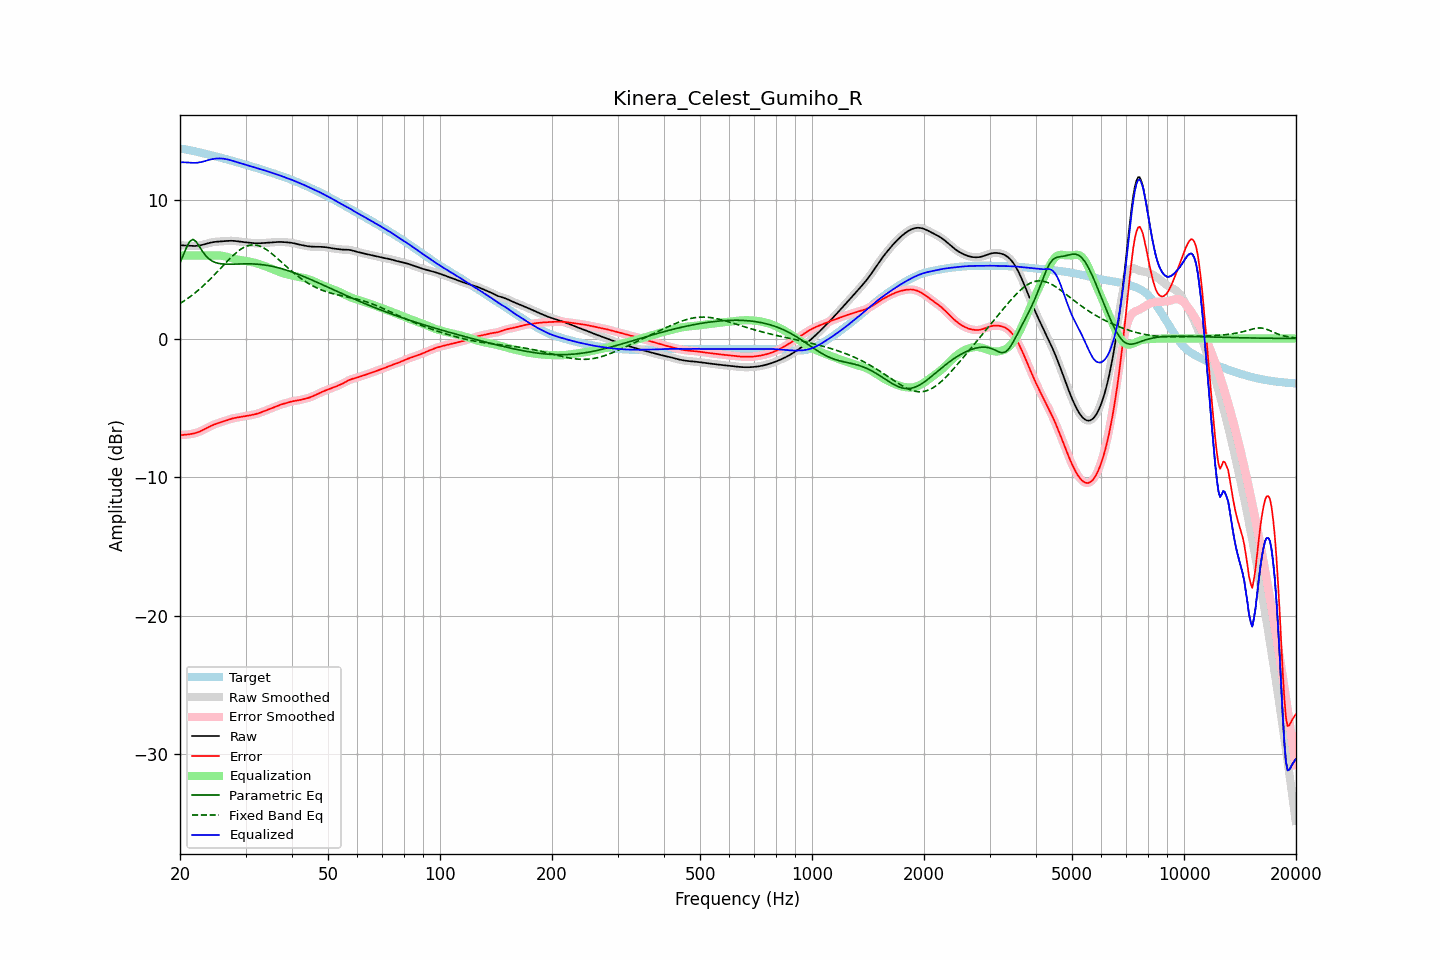 Kinera_Celest_Gumiho_R
Amplitude (dBr)
10
0
−10
−20
−30
Target
Raw Smoothed
Error Smoothed
Raw
Error
Equalization
Parametric Eq
Fixed Band Eq
Equalized
20 50 100 200 500 1000 2000 5000 10000 20000
Frequency (Hz)